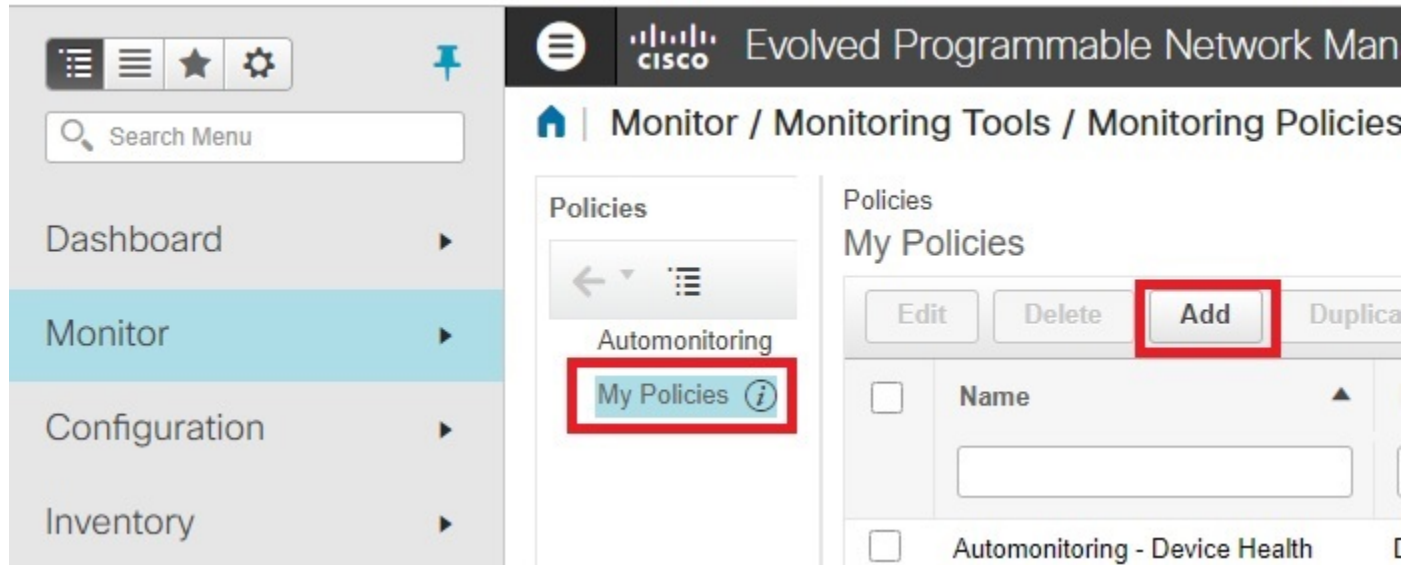 cisco Evolved Programmable Network Man
Search Menu
Monitor / Monitoring Tools / Monitoring Policies
Dashboard
Monitor
Configuration
Inventory
Policies
Automonitoring
My Policies
Policies
My Policies
Edit Delete Add Duplica
Name
Automonitoring - Device Health